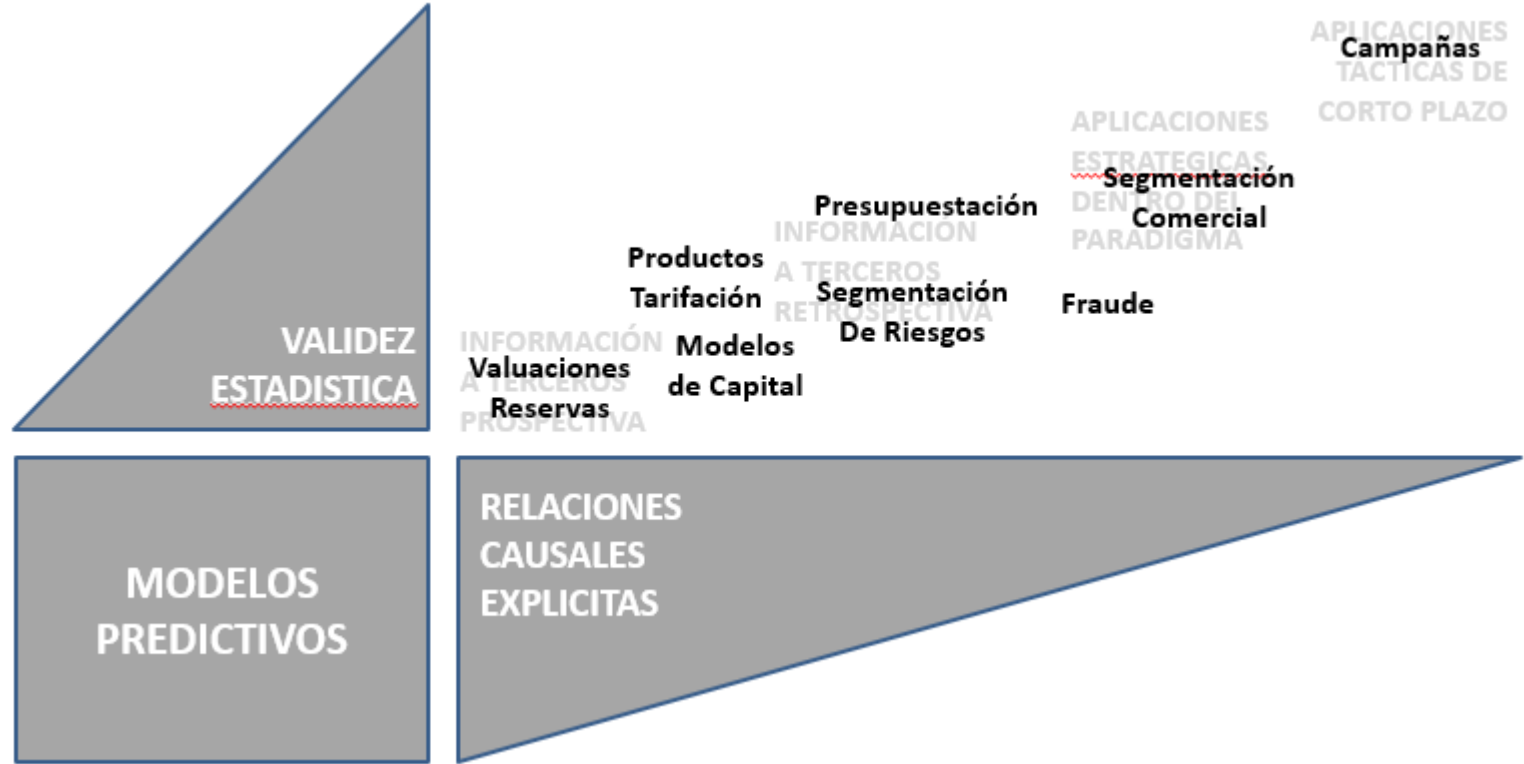 APLICACIONES
TACTICAS DE
CORTO PLAZO
Campañas
APLICACIONES
ESTRATEGICAS
DENTRO DEL
PARADIGMA
Segmentación
Comercial
Presupuestación
INFORMACIÓN
A TERCEROS
RETROSPECTIVA
Segmentación
De Riesgos
Fraude
Productos
Tarifación
Modelos
de Capital
INFORMACIÓN
A TERCEROS
PROSPECTIVA
Valuaciones
Reservas
VALIDEZ
ESTADISTICA
MODELOS
PREDICTIVOS
RELACIONES
CAUSALES
EXPLICITAS